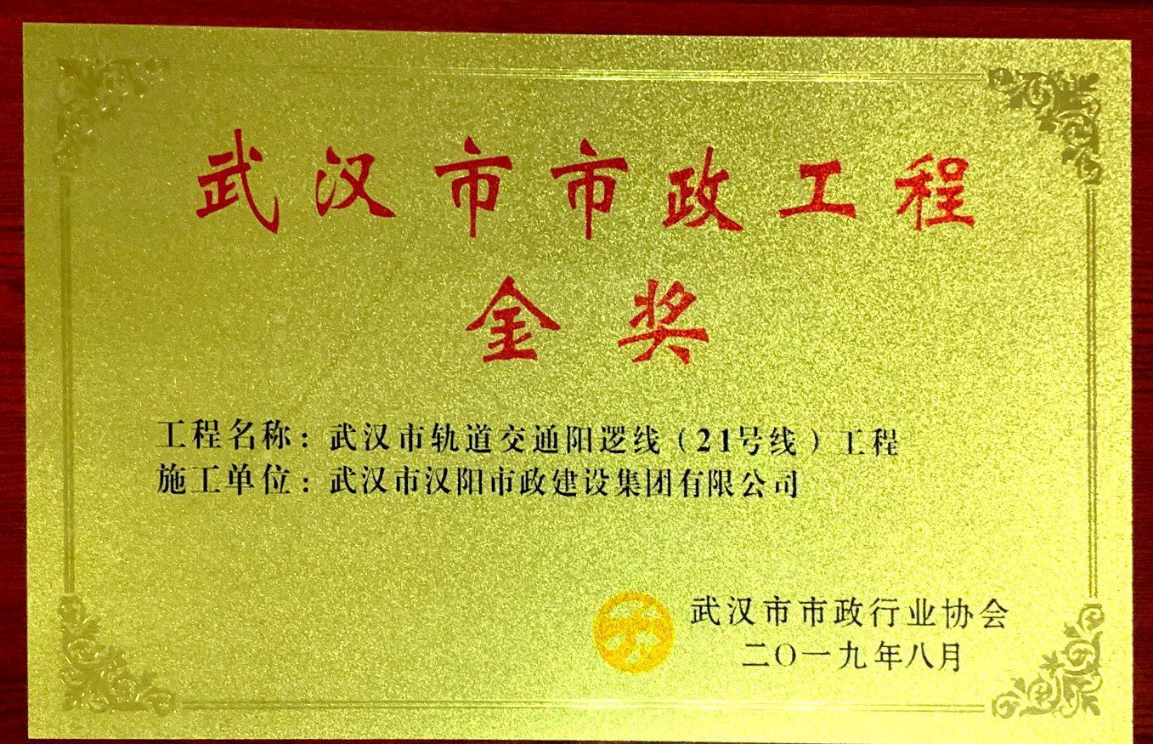 武汉市市政工程
金奖
工程名称：武汉市轨道交通阳逻线（21号线）工程
施工单位：武汉市汉阳市政建设集团有限公司
武汉市市政行业协会
二〇一九年八月